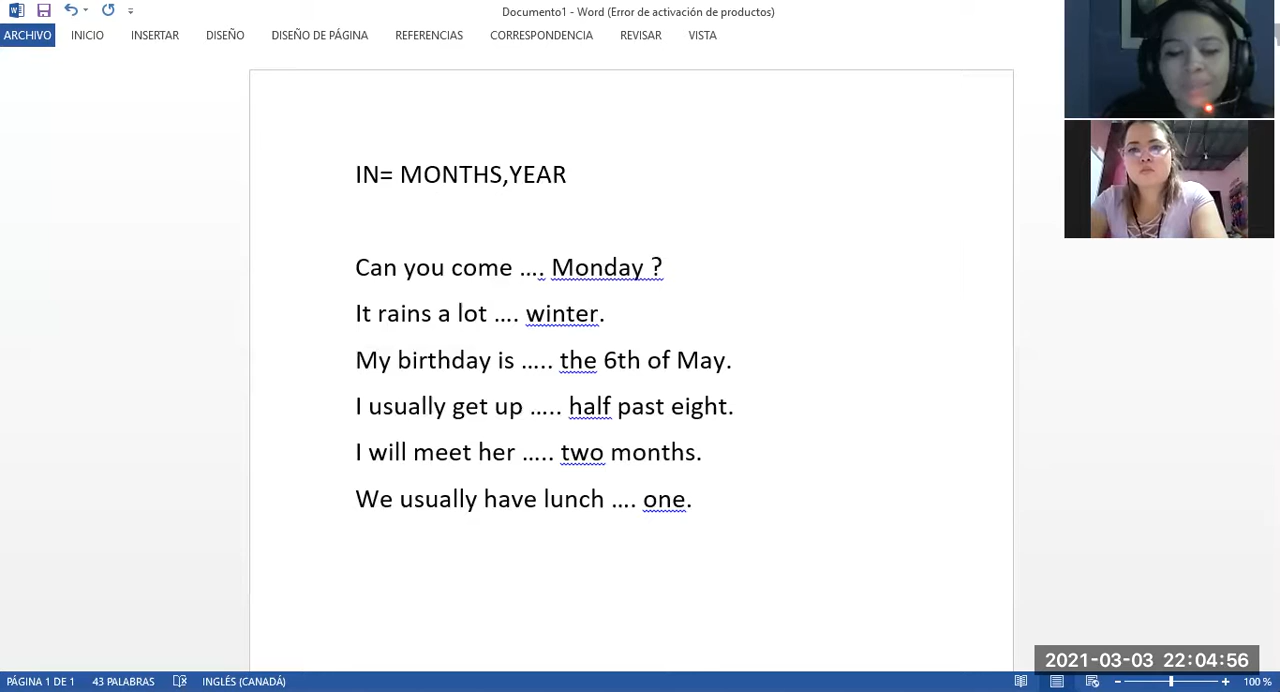 Documento1 - Word (Error de activación de productos)
ARCHIVO INICIO INSERTAR DISEÑO DISEÑO DE PÁGINA REFERENCIAS CORRESPONDENCIA REVISAR VISTA
IN= MONTHS,YEAR
Can you come …. Monday ?
It rains a lot …. winter.
My birthday is ….. the 6th of May.
I usually get up ….. half past eight.
I will meet her ….. two months.
We usually have lunch …. one.
2021-03-03 22:04:56
PÁGINA 1 DE 1 43 PALABRAS INGLÉS (CANADÁ) 100 %